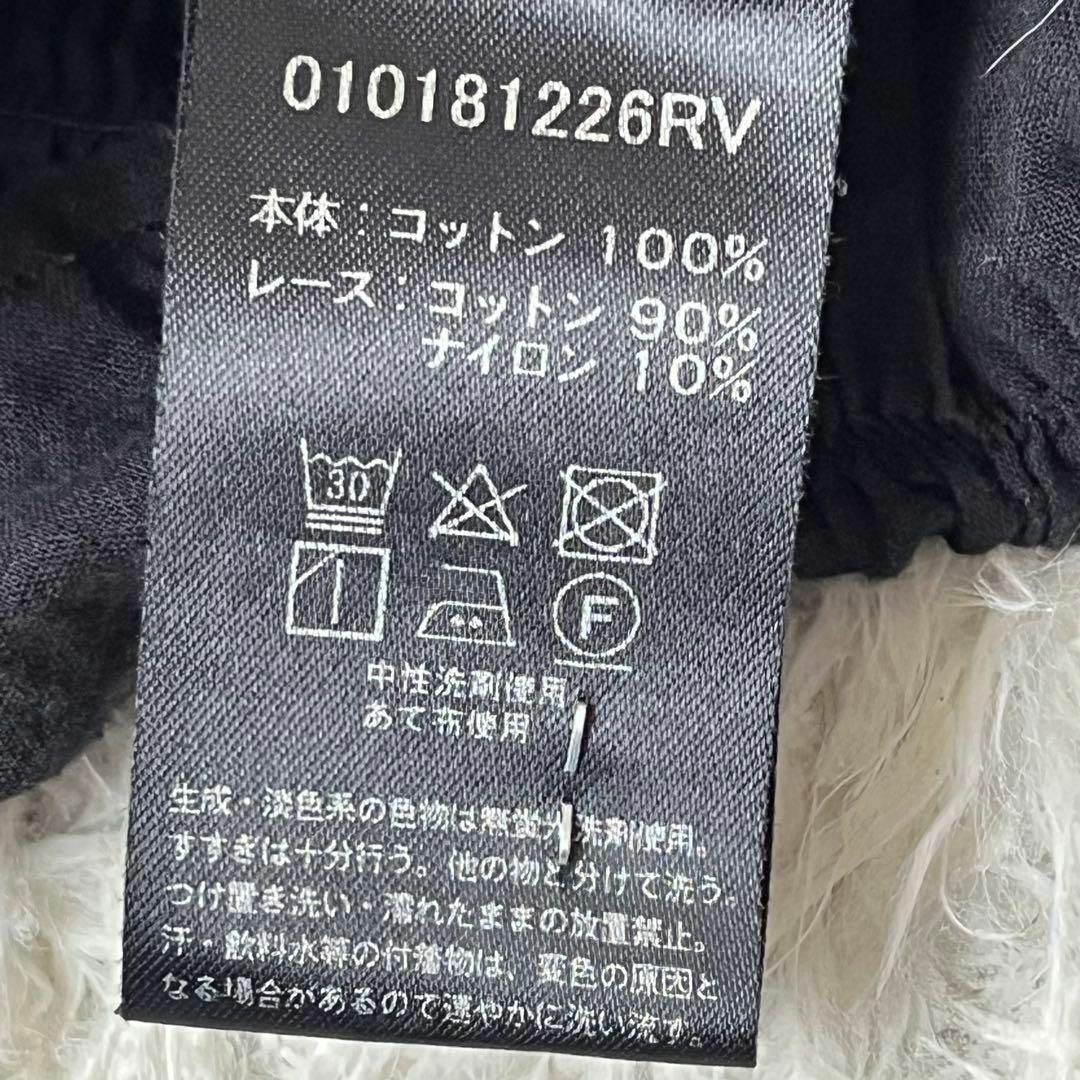 010181226RV
本体：コットン 100%
レース：コットン 90%
ナイロン 10%
30
F
中性洗剤使用
あて布使用
生成・淡色系の色物は無蛍光洗剤使用。
すすぎは十分行う。他の物と分けて洗う。
つけ置き洗い・濡れたままの放置禁止。
汗・飲料水等の付着物は、変色の原因と
なる場合があるので速やかに洗い流す。